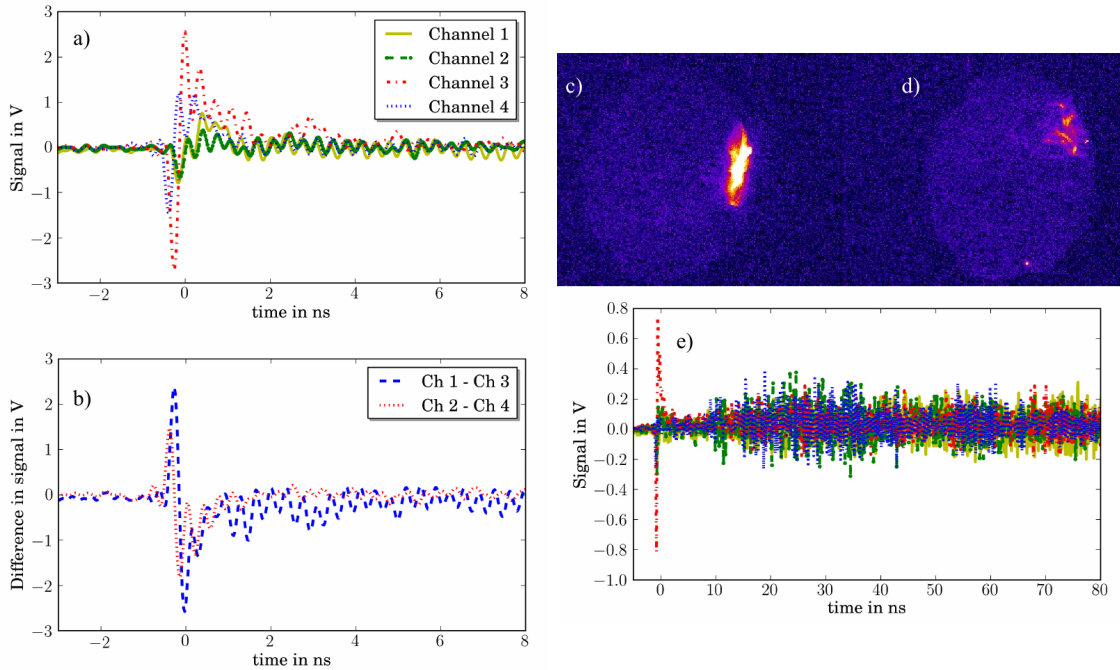 a)
Channel 1
Channel 2
Channel 3
Channel 4
3
2
1
0
−1
−2
−3
Signal in V
−2 0 2 4 6 8
time in ns
b)
Ch 1 - Ch 3
Ch 2 - Ch 4
3
2
1
0
−1
−2
−3
Difference in signal in V
−2 0 2 4 6 8
time in ns
c)
d)
e)
0.8
0.6
0.4
0.2
0.0
−0.2
−0.4
−0.6
−0.8
−1.0
Signal in V
0 10 20 30 40 50 60 70 80
time in ns